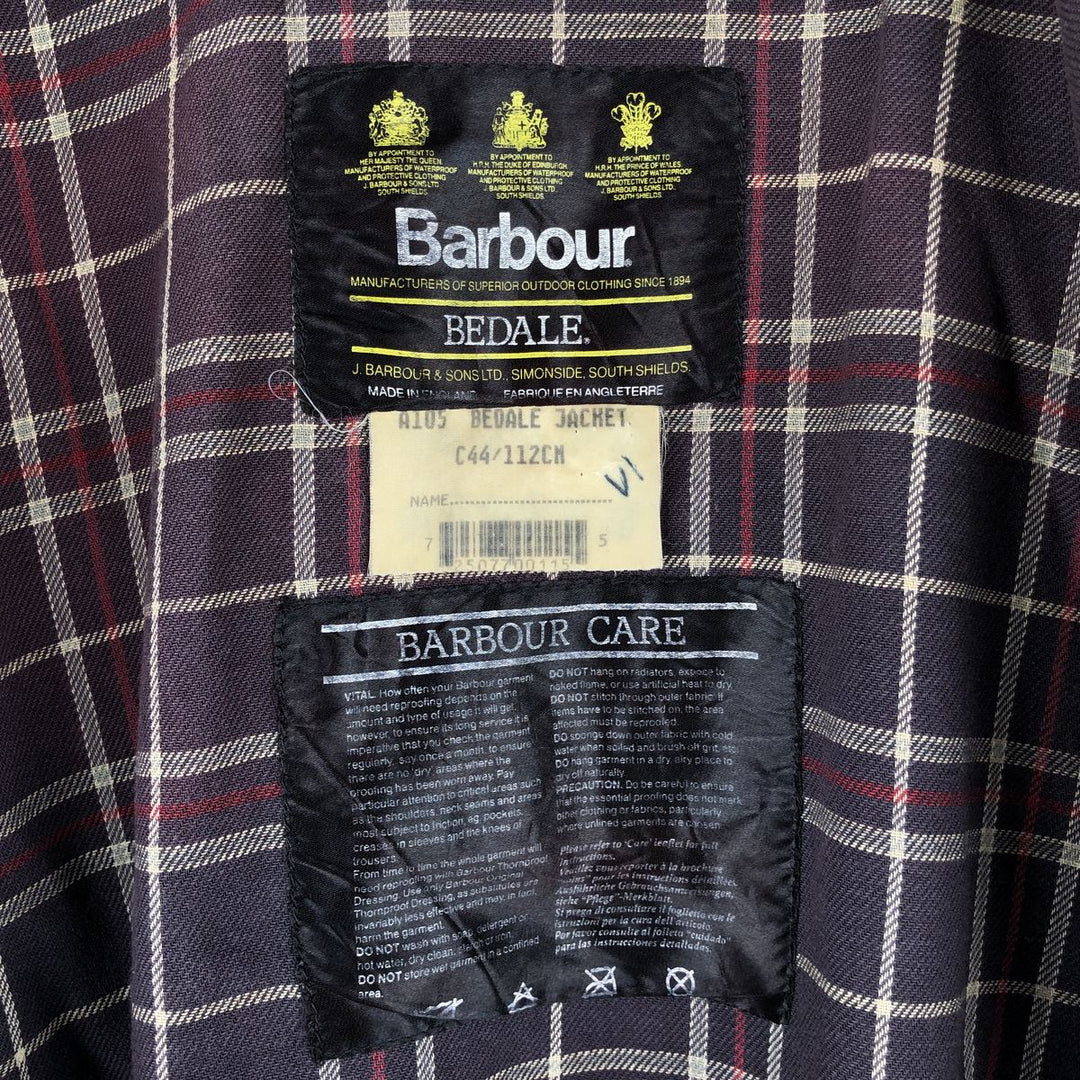 BY APPOINTMENT TO
HER MAJESTY THE QUEEN
MANUFACTURERS OF WATERPROOF
AND PROTECTIVE CLOTHING
J. BARBOUR & SONS LTD
SOUTH SHIELDS
BY APPOINTMENT TO
H.R.H. THE DUKE OF EDINBURGH
MANUFACTURERS OF WATERPROOF
AND PROTECTIVE CLOTHING
J. BARBOUR & SONS LTD
SOUTH SHIELDS
BY APPOINTMENT TO
H.R.H. THE PRINCE OF WALES
MANUFACTURERS OF WATERPROOF
AND PROTECTIVE CLOTHING
J. BARBOUR & SONS LTD
SOUTH SHIELDS
Barbour
MANUFACTURERS OF SUPERIOR OUTDOOR CLOTHING SINCE 1894
BEDALE
J. BARBOUR & SONS LTD., SIMONSIDE, SOUTH SHIELDS.
MADE IN ENGLAND FABRIQUE EN ANGLETERRE
A105 BEDALE JACKET
C44/112CM
VI
NAME
7 5
BARBOUR CARE
VITAL. How often your Barbour garment
will need reproofing depends on the
amount and type of usage it will get,
however, to ensure its long service it is
imperative that you check the garment
regularly, say once a month, to ensure
there are no 'dry' areas where the
proofing has been worn away. Pay
particular attention to critical areas such
as the shoulders, neck seams and areas
most subject to friction, eg. pockets,
creases in sleeves and the knees of
trousers.
From time to time the whole garment will
need reproofing with Barbour Thornproof
Dressing. Use only Barbour Original
Thornproof Dressing, as substitutes are
invariably less effective and may, in fact,
harm the garment.
DO NOT wash with soap, detergent or
hot water, dry clean, starch or iron.
DO NOT store wet garment in a confined
area.
DO NOT hang on radiators, expose to
naked flame, or use artificial heat to dry.
DO NOT stitch through outer fabric. If
items have to be stitched on, the area
affected must be reproofed.
DO sponge down outer fabric with cold
water when soiled and brush off grit, etc.
DO hang garment in a dry, airy place to
dry off naturally.
PRECAUTION. Do be careful to ensure
that the essential proofing does not mark
other clothing or fabrics, particularly
where unlined garments are
Please refer to 'Care' leaflet for full
instructions.
Veuillez vous reporter à la brochure
"Soins" pour les instructions détaillées.
Ausführliche Gebrauchsanweisungen
siehe "Pflege"-Merkblatt.
Si prega di consultare il foglietto con le
istruzioni per la cura dell'articolo.
Por favor consulte al folleto "cuidado"
para las instrucciones detalladas.